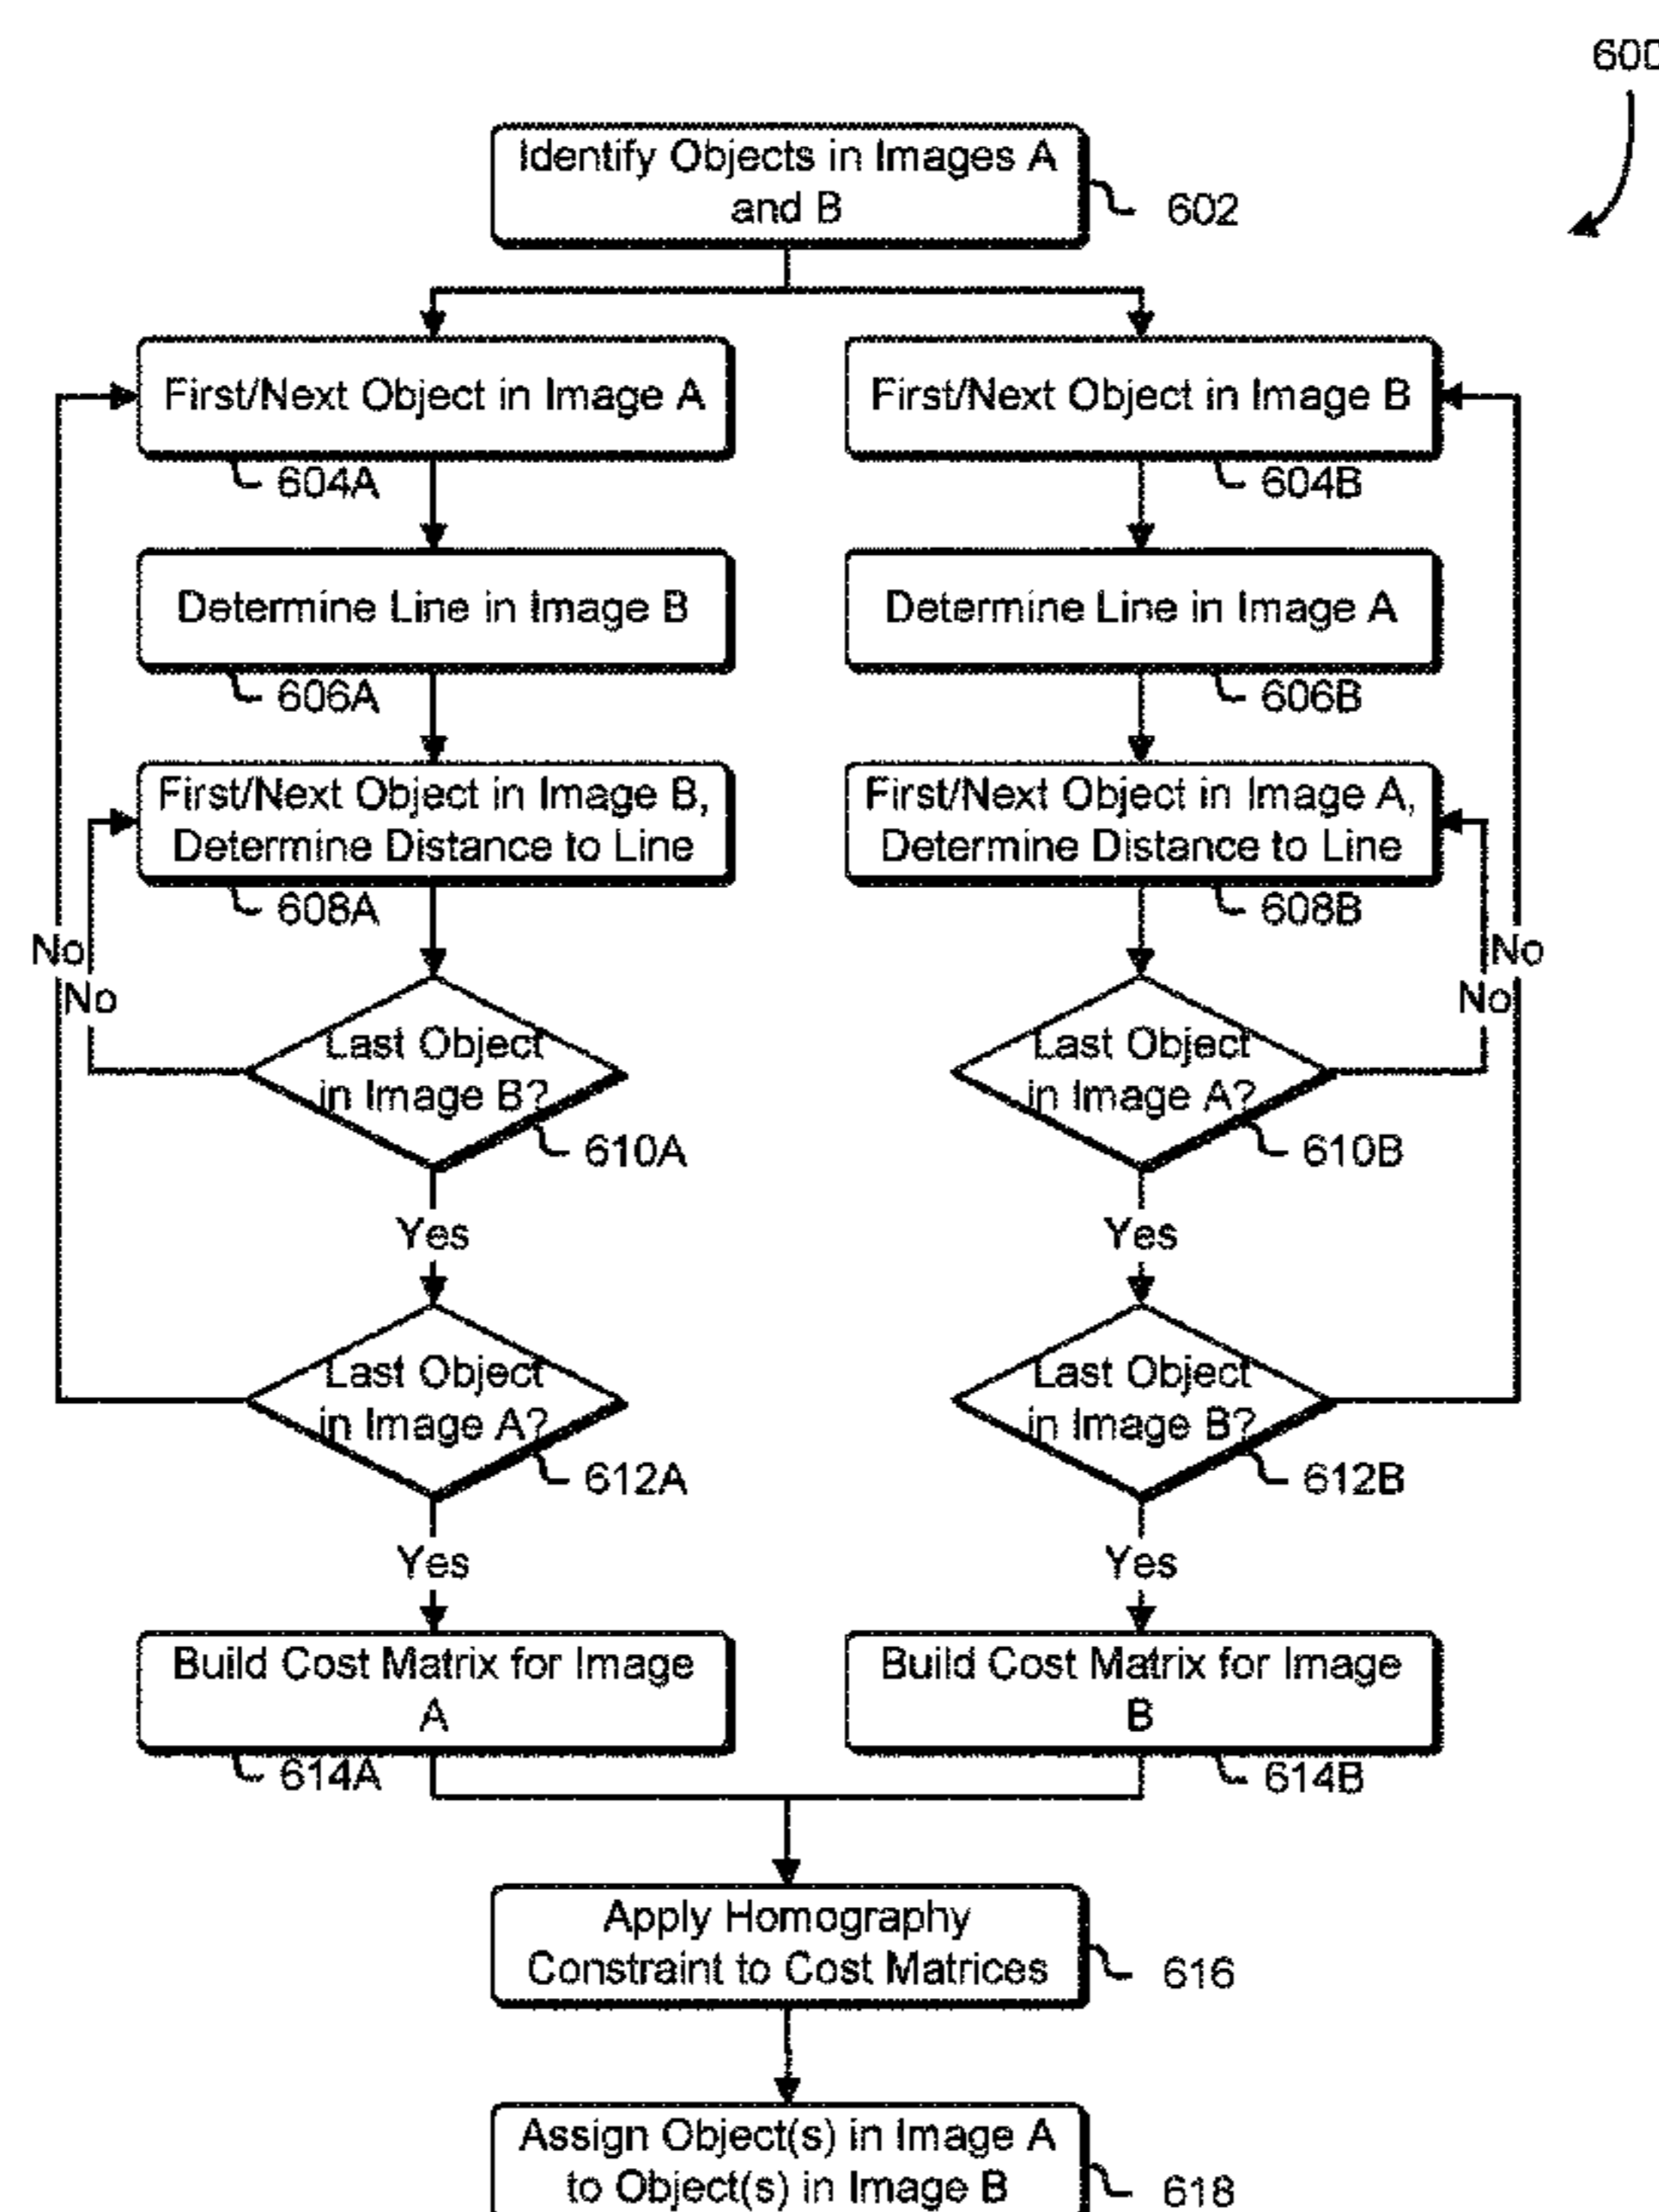 600
Identify Objects in Images A
and B
602
First/Next Object in Image A
604A
First/Next Object in Image B
604B
Determine Line in Image B
606A
Determine Line in Image A
606B
First/Next Object in Image B,
Determine Distance to Line
608A
First/Next Object in Image A,
Determine Distance to Line
608B
No
No
No
No
Last Object
in Image B?
610A
Last Object
in Image A?
610B
Yes
Yes
Last Object
in Image A?
612A
Last Object
in Image B?
612B
Yes
Yes
Build Cost Matrix for Image
A
614A
Build Cost Matrix for Image
B
614B
Apply Homography
Constraint to Cost Matrices
616
Assign Object(s) in Image A
to Object(s) in Image B
618